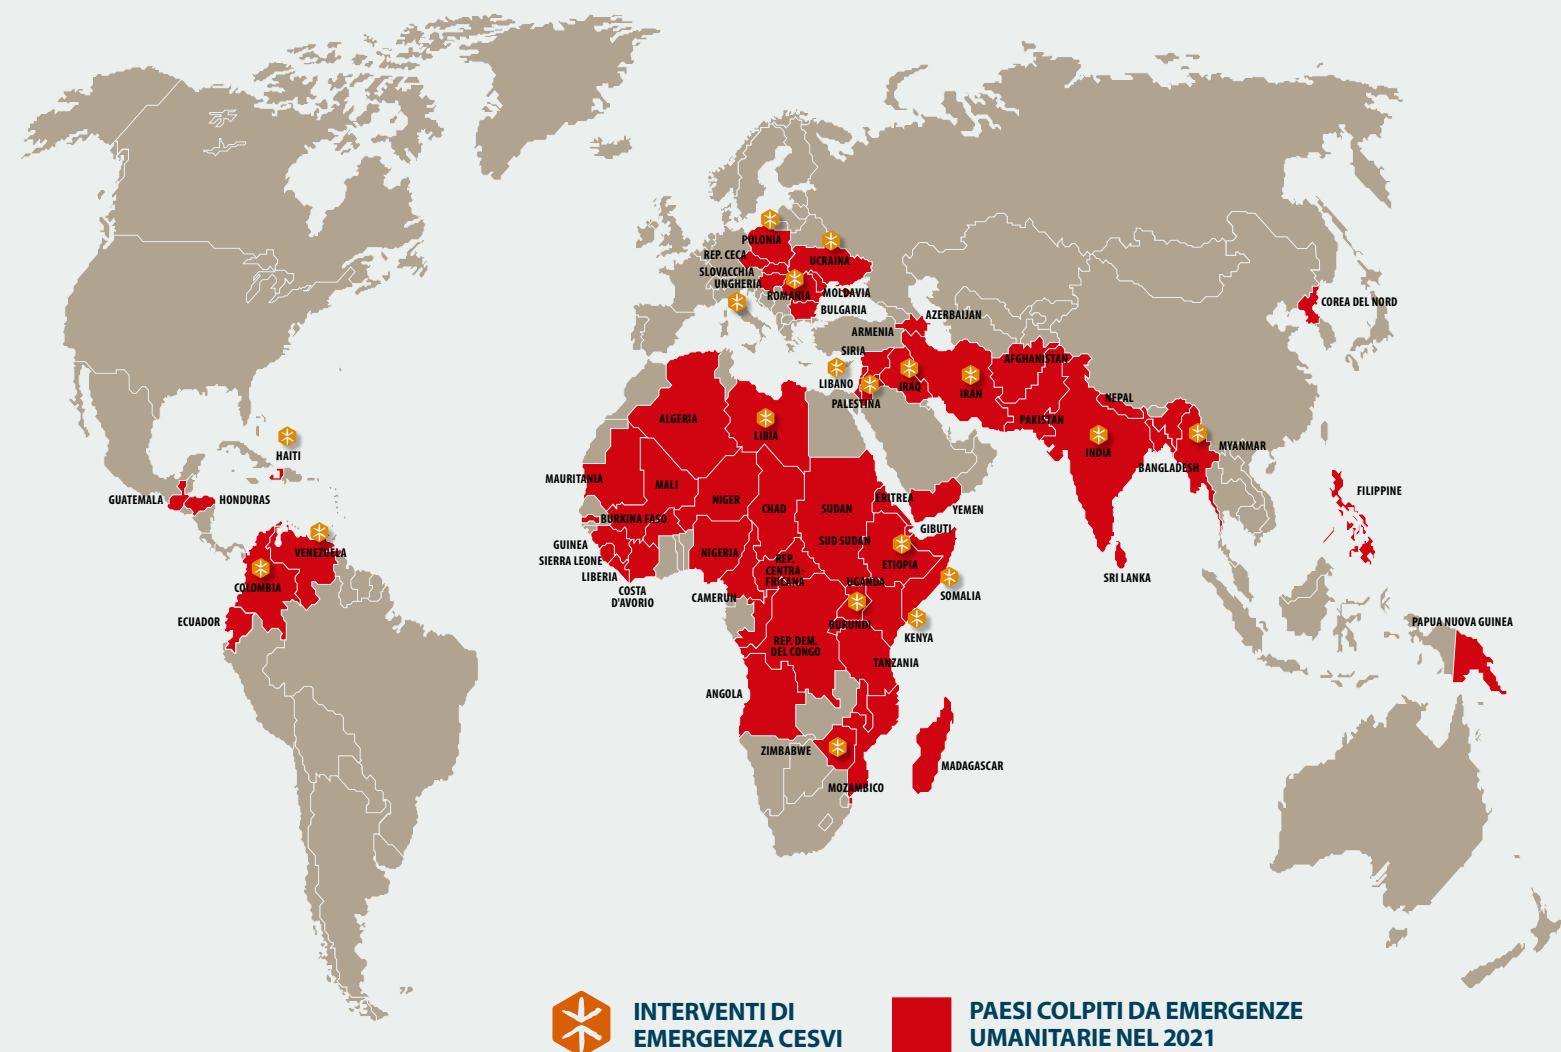 POLONIA
REP. CECA
UCRAINA
SLOVACCHIA
UNGHERIA
ROMANIA
MOLDAVIA
BULGARIA
COREA DEL NORD
AZERBAIJAN
ARMENIA
SIRIA
AFGHANISTAN
LIBANO
IRAQ
IRAN
PALESTINA
NEPAL
ALGERIA
PAKISTAN
LIBIA
HAITI
INDIA
MYANMAR
BANGLADESH
MAURITANIA
MALI
GUATEMALA
HONDURAS
NIGER
CHAD
SUDAN
ERITREA
YEMEN
FILIPPINE
BURKINA FASO
GIBUTI
GUINEA
SUD SUDAN
VENEZUELA
SIERRA LEONE
NIGERIA
REP.
CENTRA-
FRICANA
ETIOPIA
LIBERIA
UGANDA
SRI LANKA
COLOMBIA
COSTA
D'AVORIO
CAMERUN
SOMALIA
ECUADOR
BURUNDI
KENYA
PAPUA NUOVA GUINEA
REP. DEM.
DEL CONGO
TANZANIA
ANGOLA
ZIMBABWE
MADAGASCAR
MOZAMBICO
INTERVENTI DI
EMERGENZA CESVI
PAESI COLPITI DA EMERGENZE
UMANITARIE NEL 2021